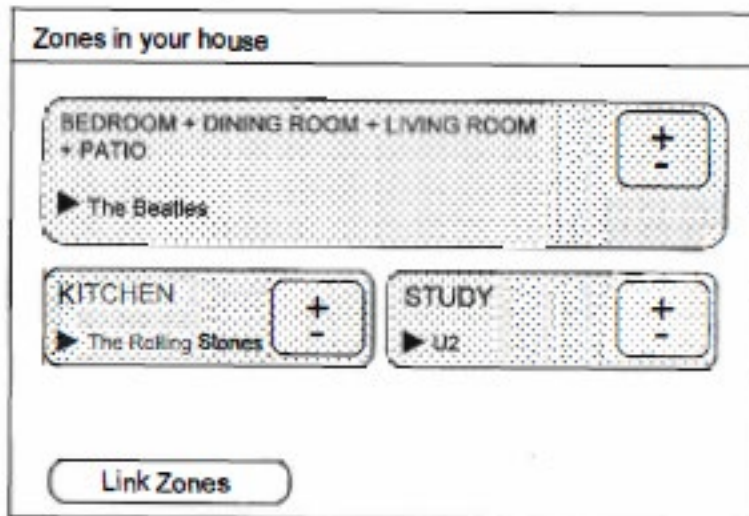 Zones in your house
BEDROOM + DINING ROOM + LIVING ROOM
+ PATIO
+
-
▶ The Beatles
KITCHEN
+
-
▶ The Rolling Stones
STUDY
+
-
▶ U2
Link Zones